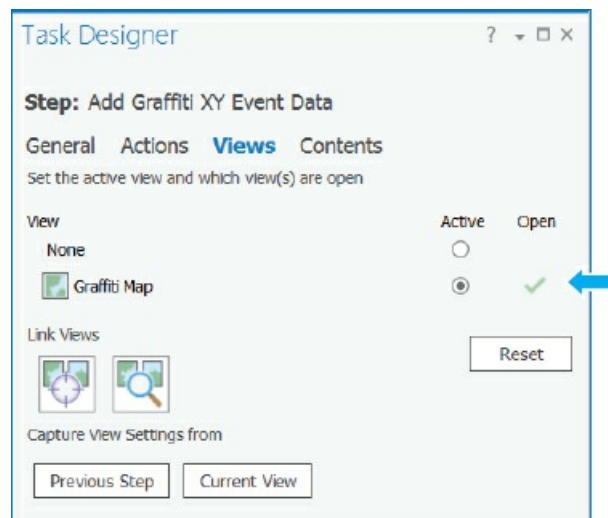 Task Designer ?
Step: Add Graffiti XY Event Data
General Actions Views Contents
Set the active view and which view(s) are open
View Active Open
None
Graffiti Map
Link Views
Reset
Capture View Settings from
Previous Step Current View